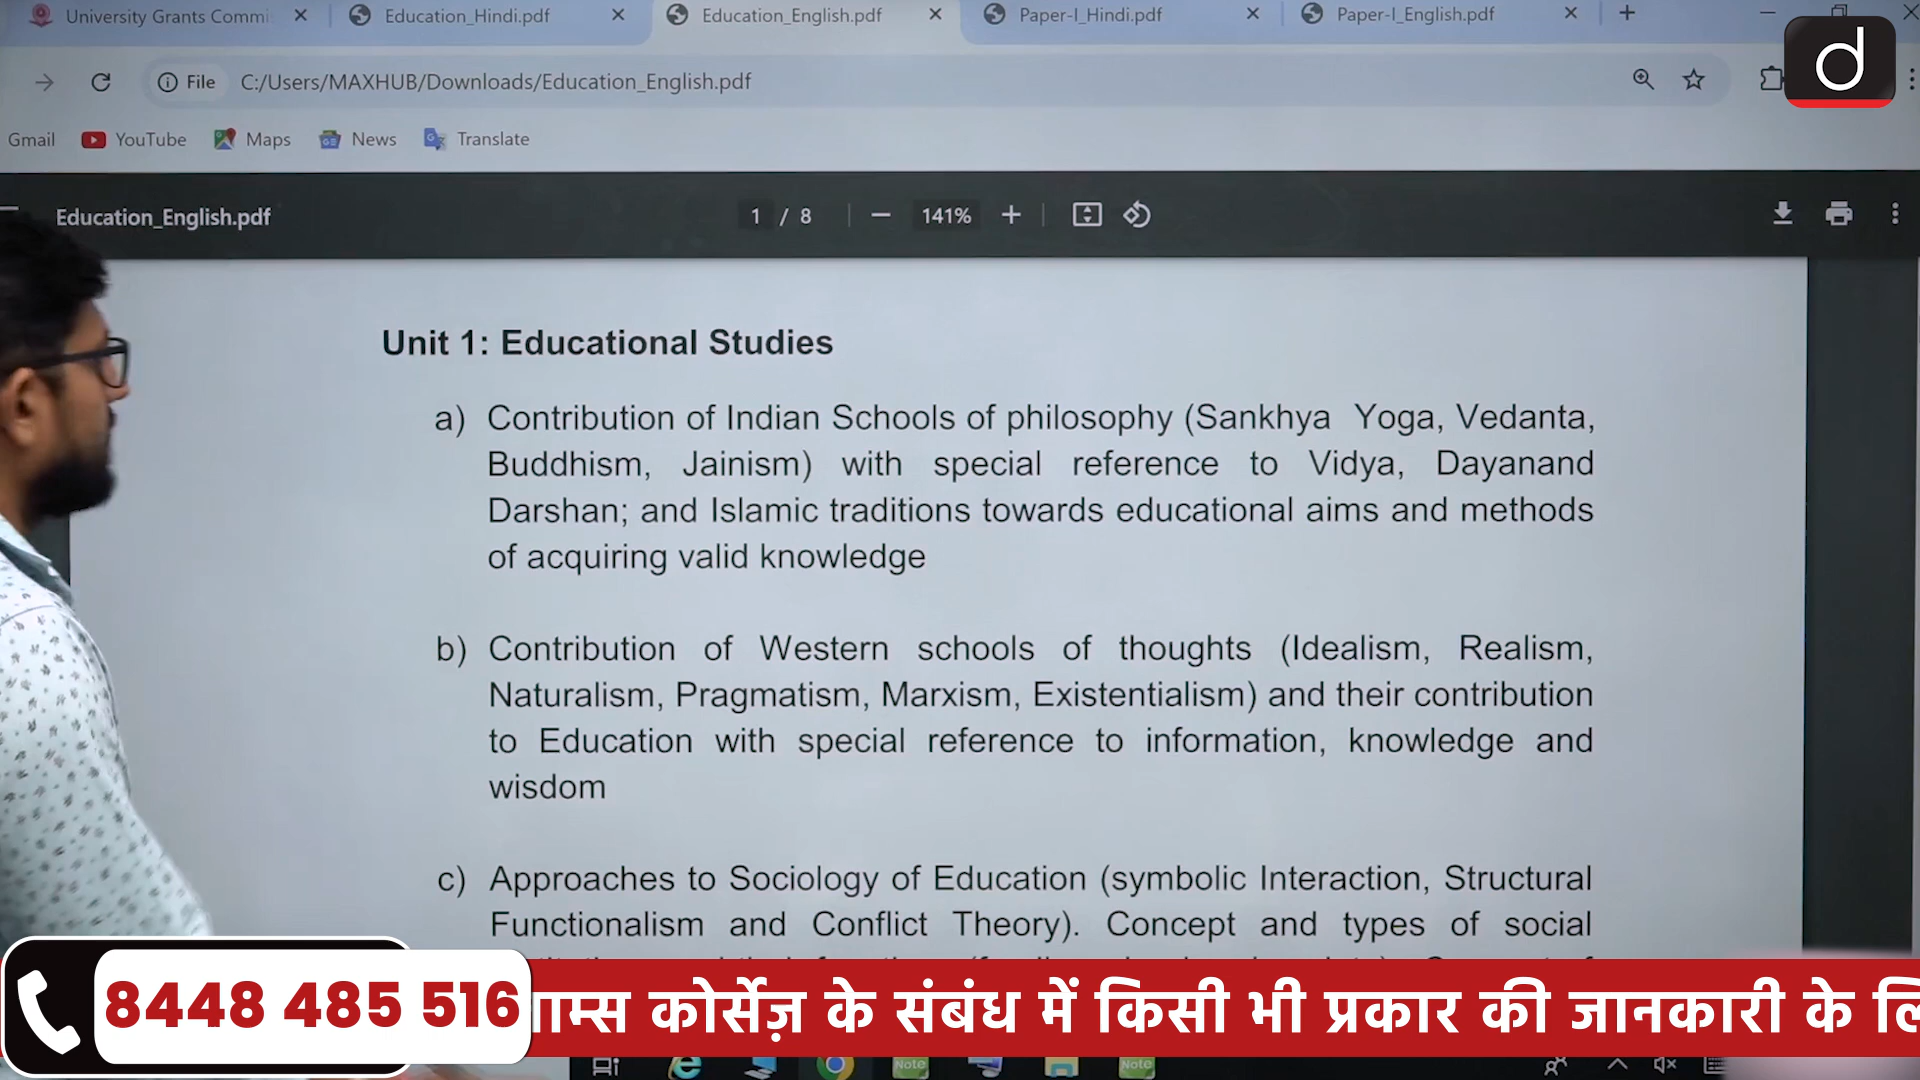 University Grants Commi
Education_Hindi.pdf
Education_English.pdf
Paper-I_Hindi.pdf
Paper-I_English.pdf
File
C:/Users/MAXHUB/Downloads/Education_English.pdf
d
Gmail
YouTube
Maps
News
Translate
Education_English.pdf
1 / 8
141%
Unit 1: Educational Studies
a) Contribution of Indian Schools of philosophy (Sankhya Yoga, Vedanta,
Buddhism, Jainism) with special reference to Vidya, Dayanand
Darshan; and Islamic traditions towards educational aims and methods
of acquiring valid knowledge
b) Contribution of Western schools of thoughts (Idealism, Realism,
Naturalism, Pragmatism, Marxism, Existentialism) and their contribution
to Education with special reference to information, knowledge and
wisdom
c) Approaches to Sociology of Education (symbolic Interaction, Structural
Functionalism and Conflict Theory). Concept and types of social
8448 485 516
कोर्सेज़ के संबंध में किसी भी प्रकार की जानकारी के
Note
Note